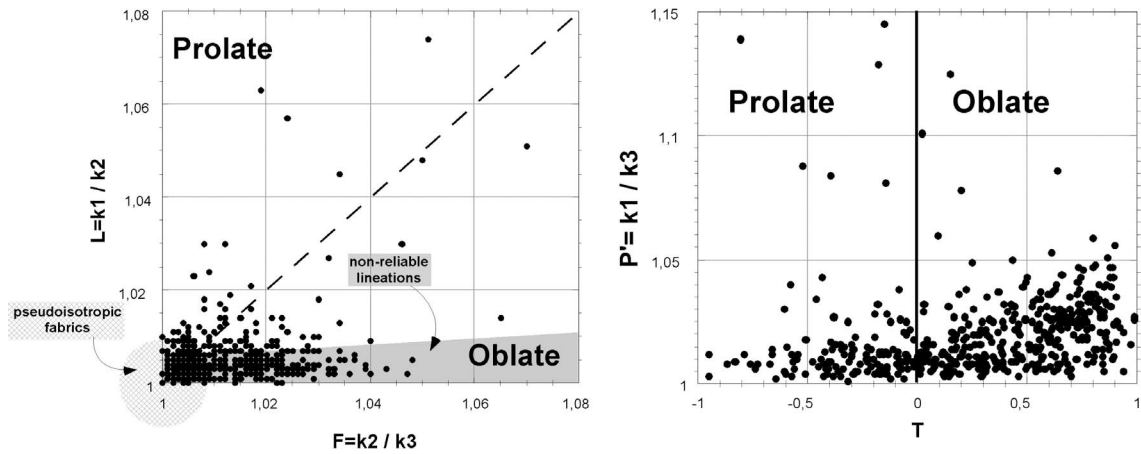 1,08
Prolate
1,06
L=k1 / k2
1,04
non-reliable
lineations
1,02
pseudoisotropic
fabrics
Oblate
1
1
1,02
1,04
1,06
1,08
F=k2 / k3
1,15
Prolate
Oblate
1,1
P'= k1 / k3
1,05
1
-1
-0,5
0
0,5
1
T